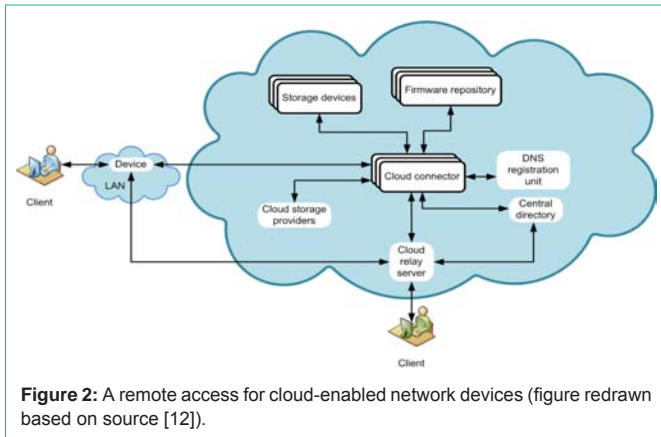 Storage devices
Firmware repository
Device
LAN
Client
Cloud connector
DNS
registration
unit
Cloud storage
providers
Central
directory
Cloud
relay
server
Client
Figure 2: A remote access for cloud-enabled network devices (figure redrawn
based on source [12]).